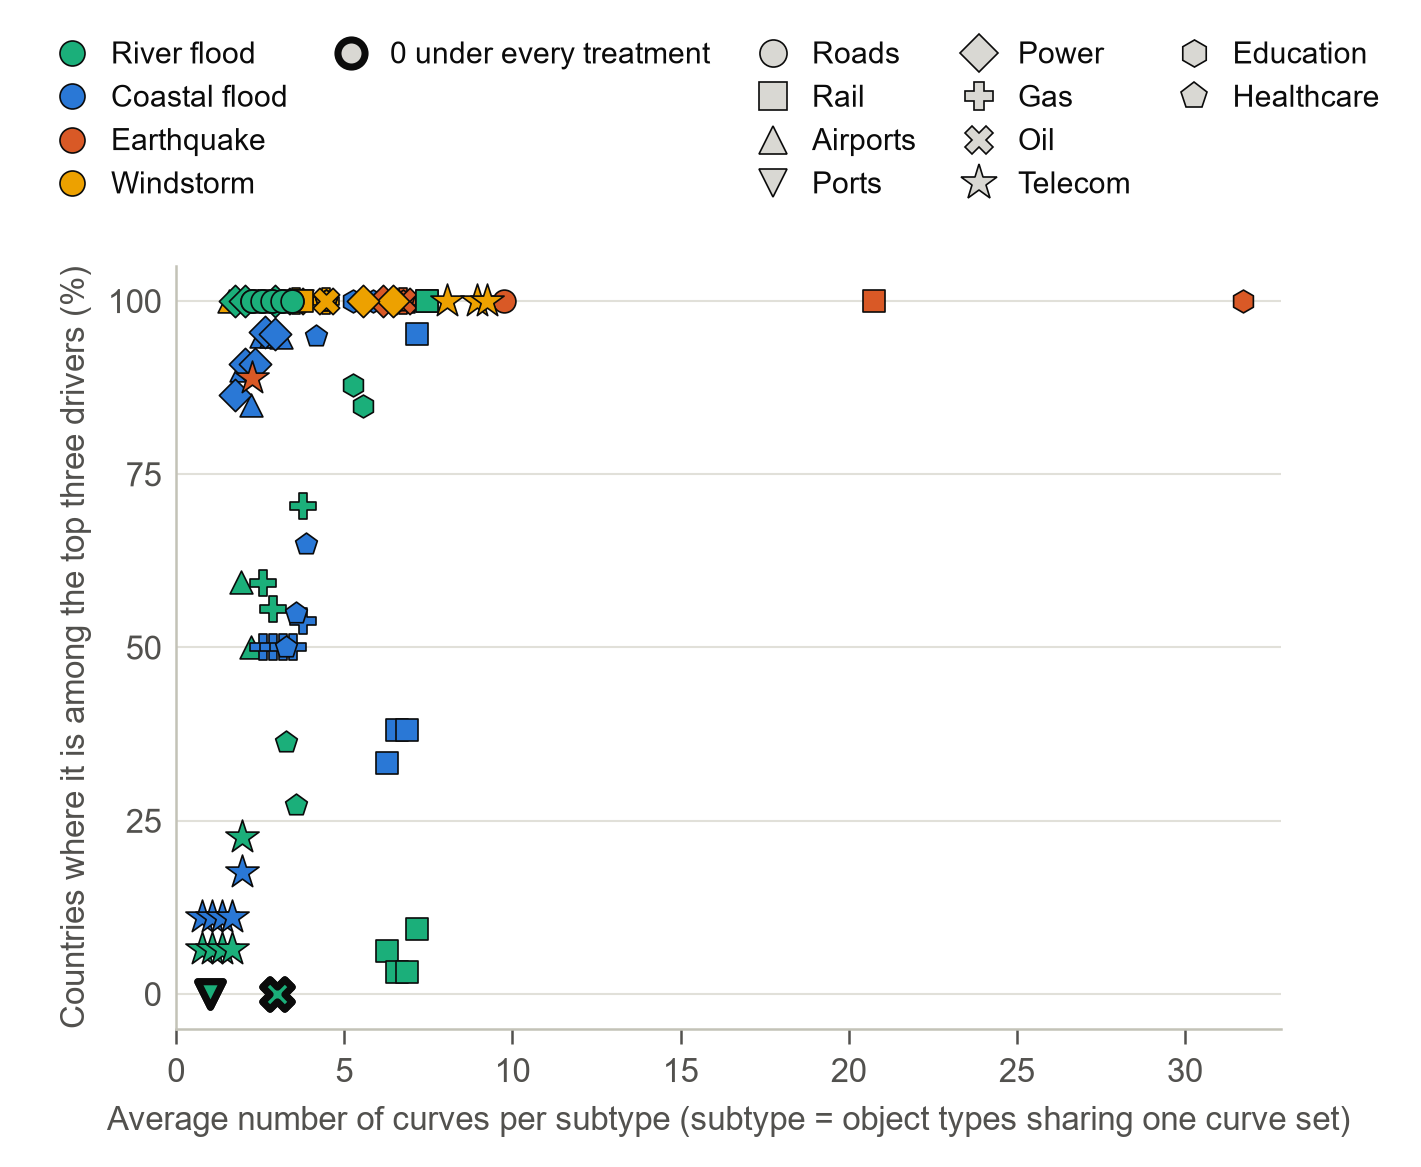 River flood
Coastal flood
Earthquake
Windstorm
0 under every treatment
Roads
Rail
Airports
Ports
Power
Gas
Oil
Telecom
Education
Healthcare
Countries where it is among the top three drivers (%)
100
75
50
25
0
0 5 10 15 20 25 30
Average number of curves per subtype (subtype = object types sharing one curve set)